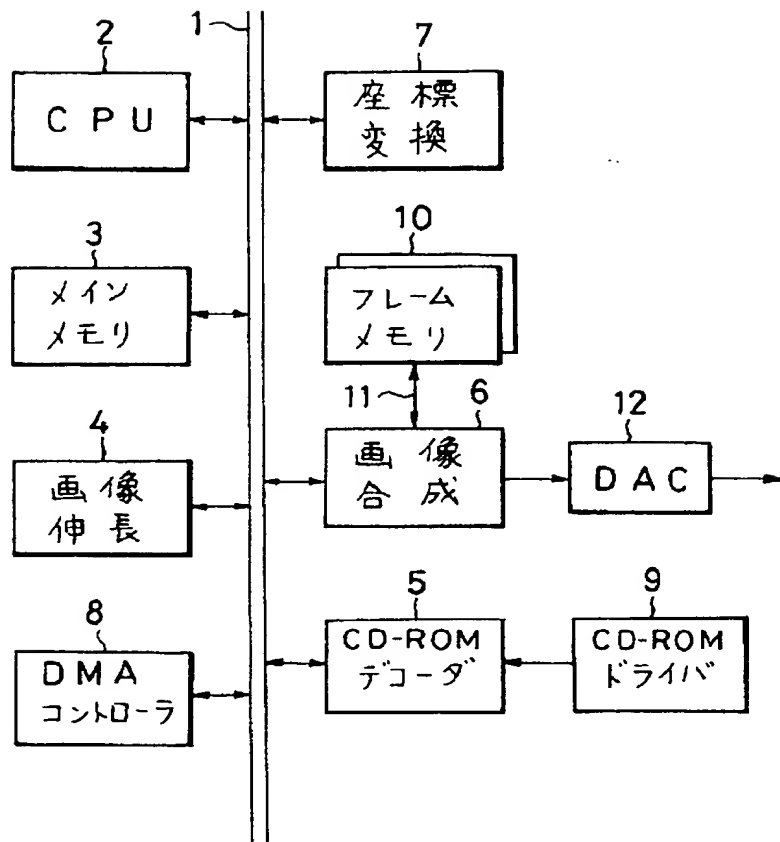 1
2
CPU
7
座標
変換
3
メイン
メモリ
10
フレーム
メモリ
11
4
画像
伸長
6
画像
合成
12
DAC
8
DMA
コントローラ
5
CD-ROM
デコーダ
9
CD-ROM
ドライバ